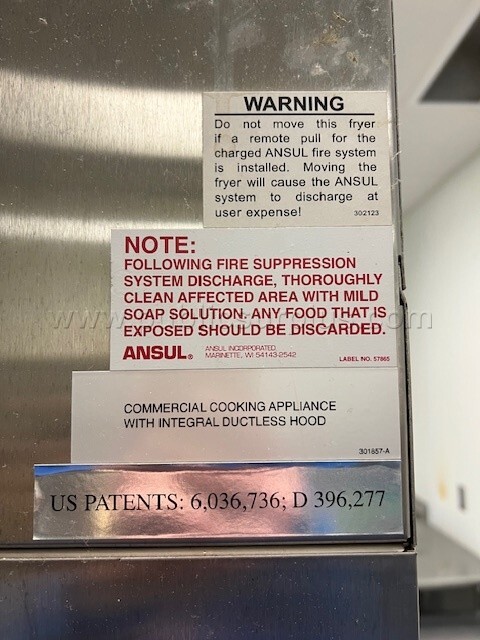 WARNING
Do not move this fryer
if a remote pull for the
charged ANSUL fire system
is installed. Moving the
fryer will cause the ANSUL
system to discharge at
user expense!
302123
NOTE:
FOLLOWING FIRE SUPPRESSION
SYSTEM DISCHARGE, THOROUGHLY
CLEAN AFFECTED AREA WITH MILD
SOAP SOLUTION. ANY FOOD THAT IS
EXPOSED SHOULD BE DISCARDED.
ANSUL®
ANSUL INCORPORATED
MARINETTE, WI 54143-2542
LABEL NO. 57865
COMMERCIAL COOKING APPLIANCE
WITH INTEGRAL DUCTLESS HOOD
301857-A
US PATENTS: 6,036,736; D 396,277